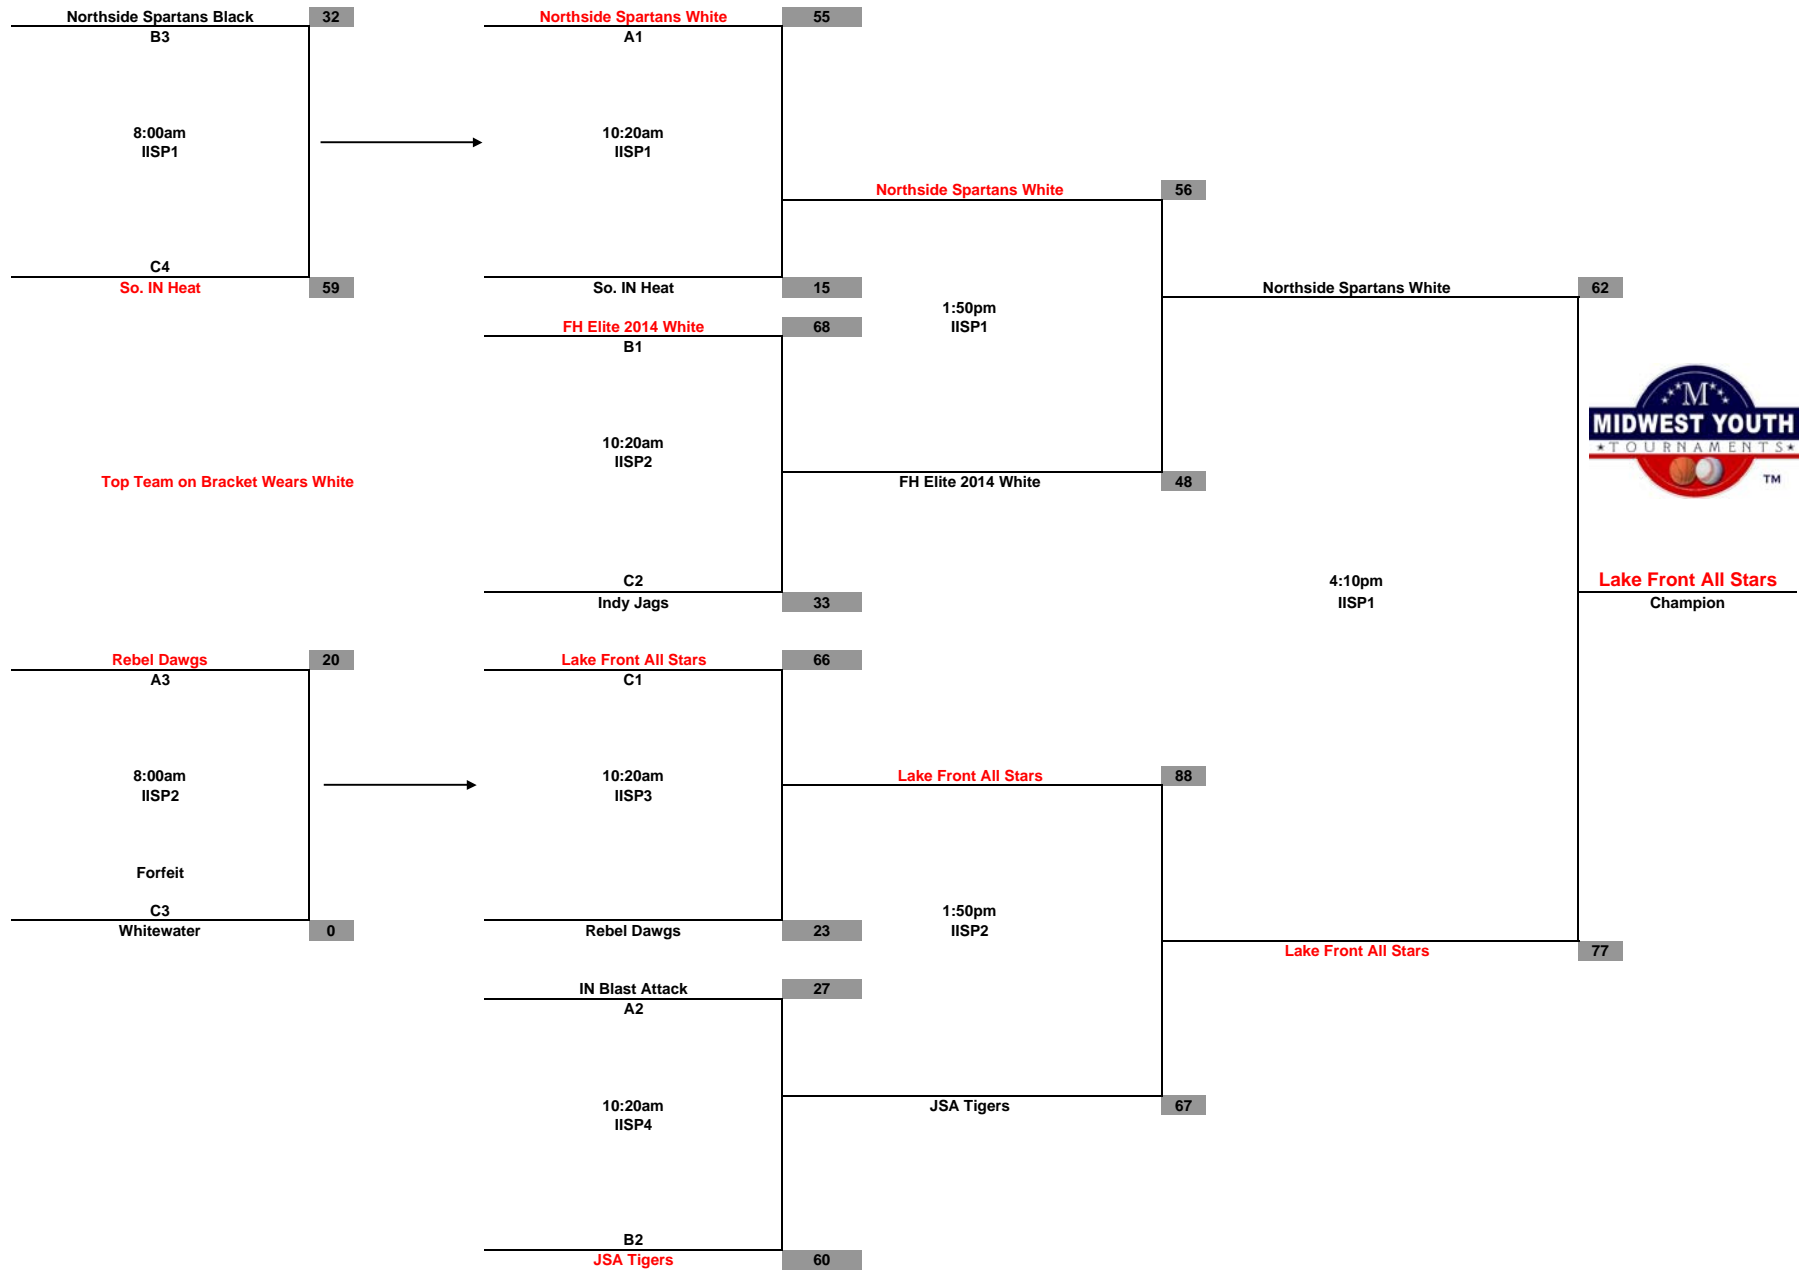 Northside Spartans Black 32
B3
8:00am
IISP1
C4
So. IN Heat 59
Northside Spartans White 55
A1
10:20am
IISP1
So. IN Heat 15
FH Elite 2014 White 68
B1
10:20am
IISP2
C2
Indy Jags 33
Northside Spartans White 56
1:50pm
IISP1
FH Elite 2014 White 48
Northside Spartans White 62
M
MIDWEST YOUTH
TOURNAMENTS
TM
Top Team on Bracket Wears White
4:10pm
IISP1
Lake Front All Stars
Champion
Rebel Dawgs 20
A3
8:00am
IISP2
Forfeit
C3
Whitewater 0
Lake Front All Stars 66
C1
10:20am
IISP3
Rebel Dawgs 23
IN Blast Attack 27
A2
10:20am
IISP4
B2
JSA Tigers 60
Lake Front All Stars 88
1:50pm
IISP2
JSA Tigers 67
Lake Front All Stars 77